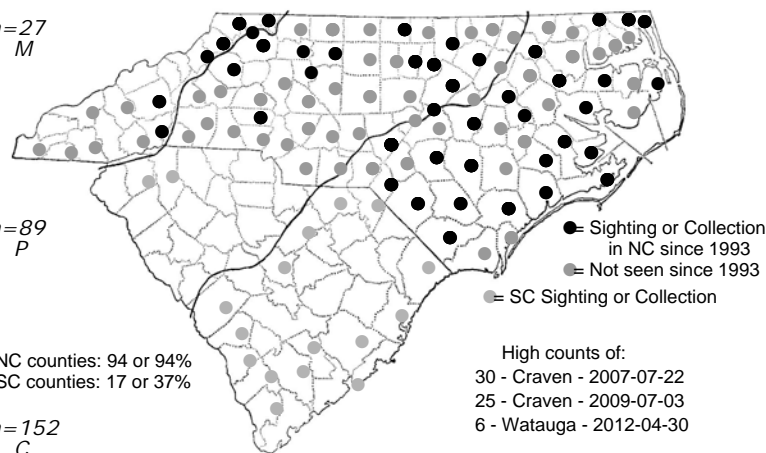 =27
M
=89
P
= Sighting or Collection
in NC since 1993
= Not seen since 1993
= SC Sighting or Collection
NC counties: 94 or 94%
SC counties: 17 or 37%
High counts of:
30 - Craven - 2007-07-22
25 - Craven - 2009-07-03
6 - Watauga - 2012-04-30
=152
C